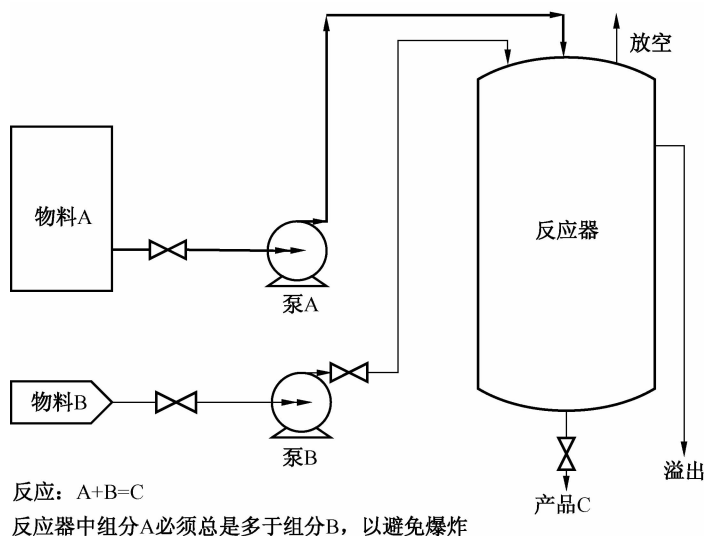 放空
物料A
反应器
泵A
物料B
泵B
溢出
产品C
反应：A+B=C
反应器中组分A必须总是多于组分B，以避免爆炸